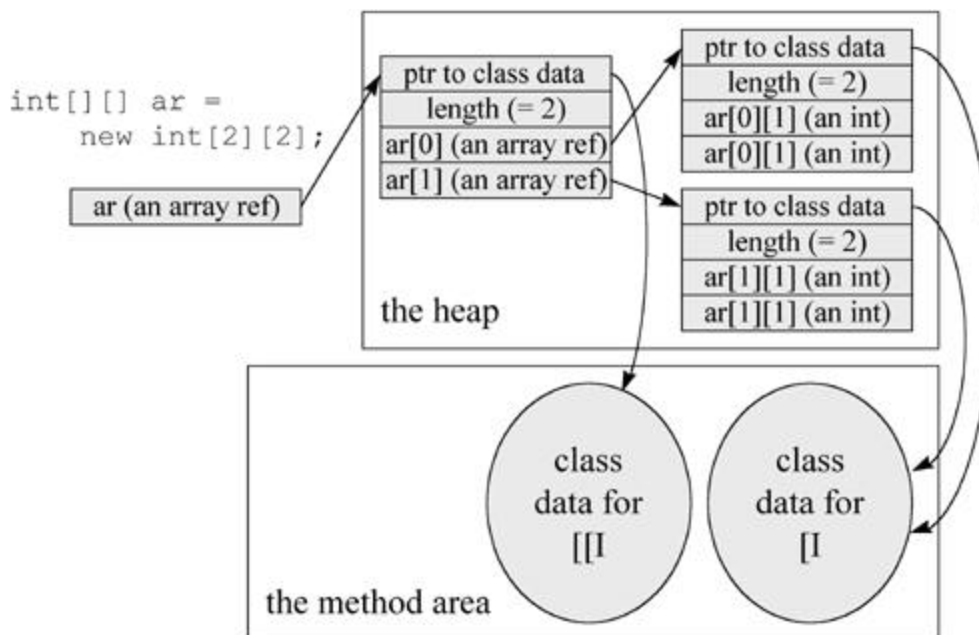 int[][] ar =
new int[2][2];
ar (an array ref)
ptr to class data
length (= 2)
ar[0] (an array ref)
ar[1] (an array ref)
ptr to class data
length (= 2)
ar[0][1] (an int)
ar[0][1] (an int)
ptr to class data
length (= 2)
ar[1][1] (an int)
ar[1][1] (an int)
the heap
class
data for
[[I
class
data for
[I
the method area